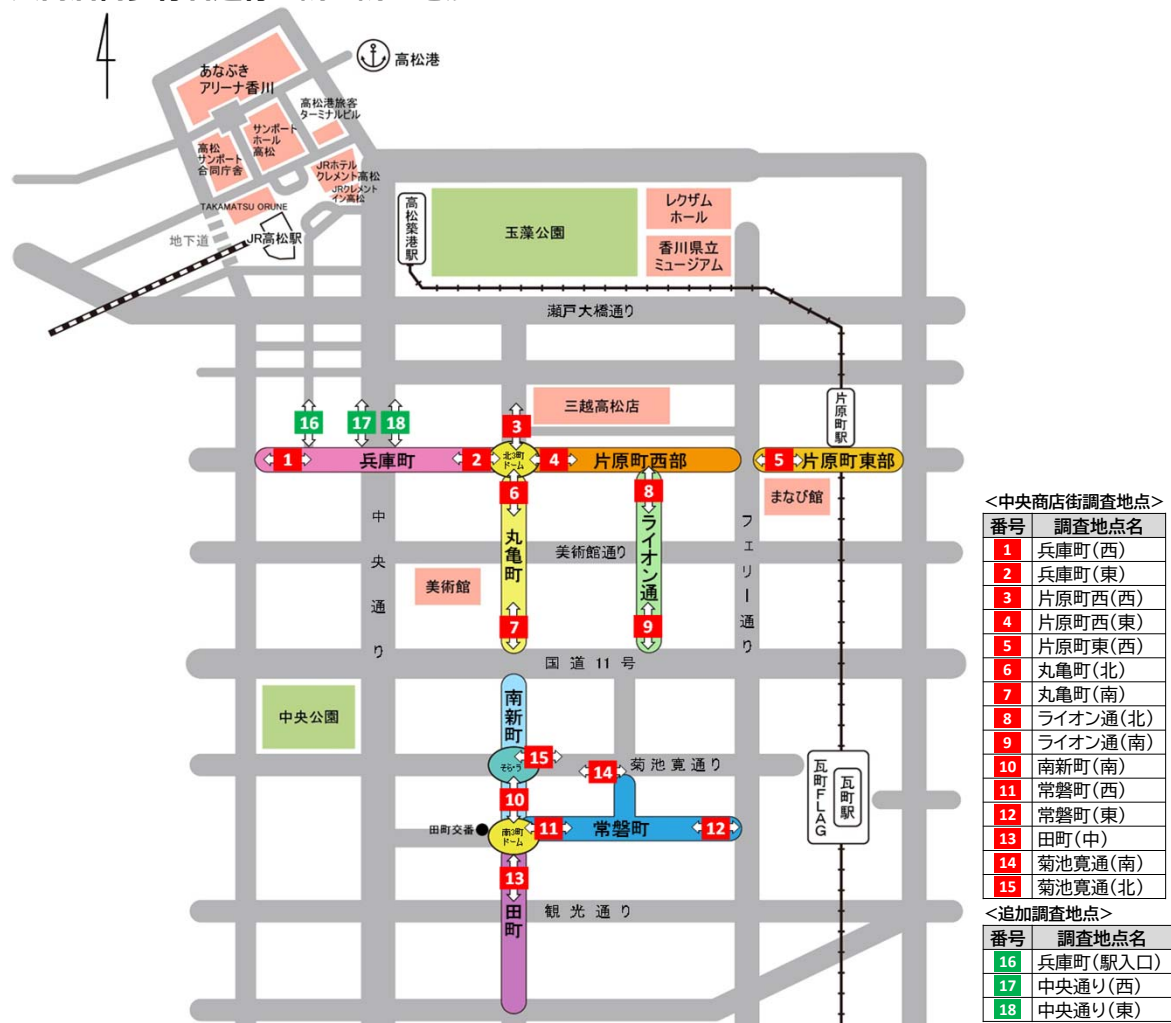 高松港
あなぶき
アリーナ香川
高松港旅客
ターミナルビル
サンポート
ホール
高松
高松
サンポート
合同庁舎
JRホテル
クレメント高松
JRクレメント
イン高松
TAKAMATSU ORUNE
地下道
JR高松駅
高松築港駅
玉藻公園
レクザム
ホール
香川県立
ミュージアム
瀬戸大橋通り
三越高松店
片原町駅
16
17
18
3
1
兵庫町
2
北3町
ドーム
4
片原町西部
5
片原町東部
まなび館
6
8
中央通り
丸亀町
美術館通り
ライオン通
フェリー通り
美術館
7
9
国道11号
南新町
中央公園
そら・う
15
14
菊池寛通り
10
瓦町FLAG
瓦町駅
田町交番
南3町
ドーム
11
常磐町
12
13
田町
観光通り
<中央商店街調査地点>
番号 調査地点名
1 兵庫町(西)
2 兵庫町(東)
3 片原町西(西)
4 片原町西(東)
5 片原町東(西)
6 丸亀町(北)
7 丸亀町(南)
8 ライオン通(北)
9 ライオン通(南)
10 南新町(南)
11 常磐町(西)
12 常磐町(東)
13 田町(中)
14 菊池寛通(南)
15 菊池寛通(北)
<追加調査地点>
番号 調査地点名
16 兵庫町(駅入口)
17 中央通り(西)
18 中央通り(東)